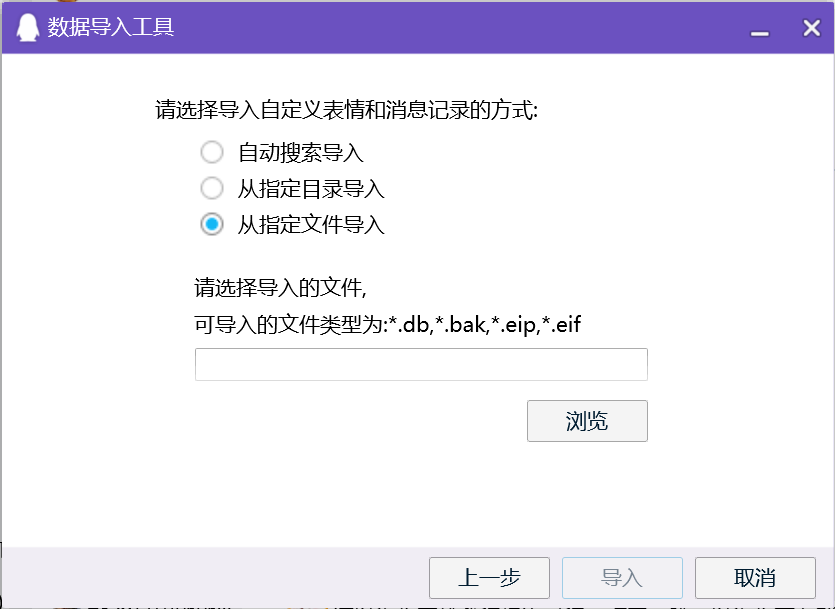 数据导入工具
请选择导入自定义表情和消息记录的方式:
自动搜索导入
从指定目录导入
从指定文件导入
请选择导入的文件,
可导入的文件类型为:*.db,*.bak,*.eip,*.eif
浏览
上一步 导入 取消